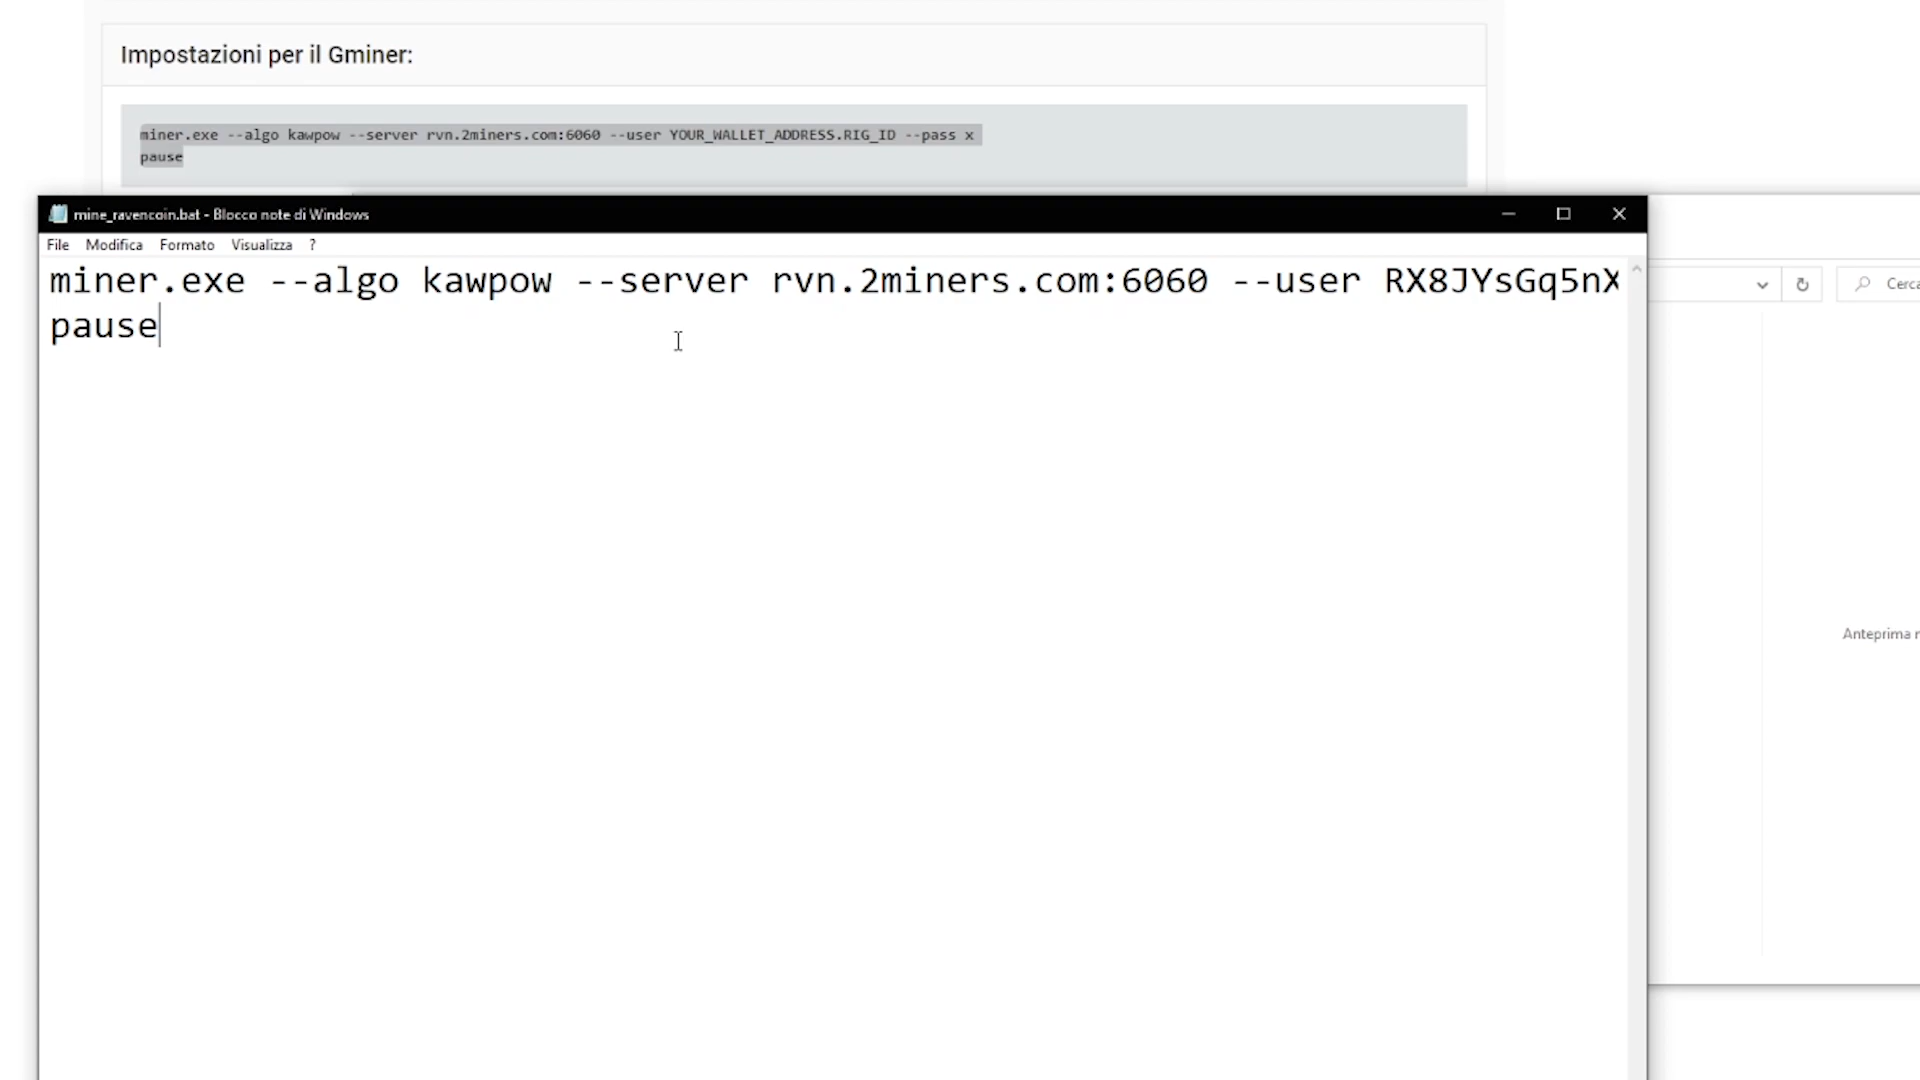 Impostazioni per il Gminer:
miner.exe --algo kawpow --server rvn.2miners.com:6060 --user YOUR_WALLET_ADDRESS.RIG_ID --pass x
pause
mine_ravencoin.bat - Blocco note di Windows
File Modifica Formato Visualizza ?
miner.exe --algo kawpow --server rvn.2miners.com:6060 --user RX8JYsGq5nX
pause
Cerca
Anteprima